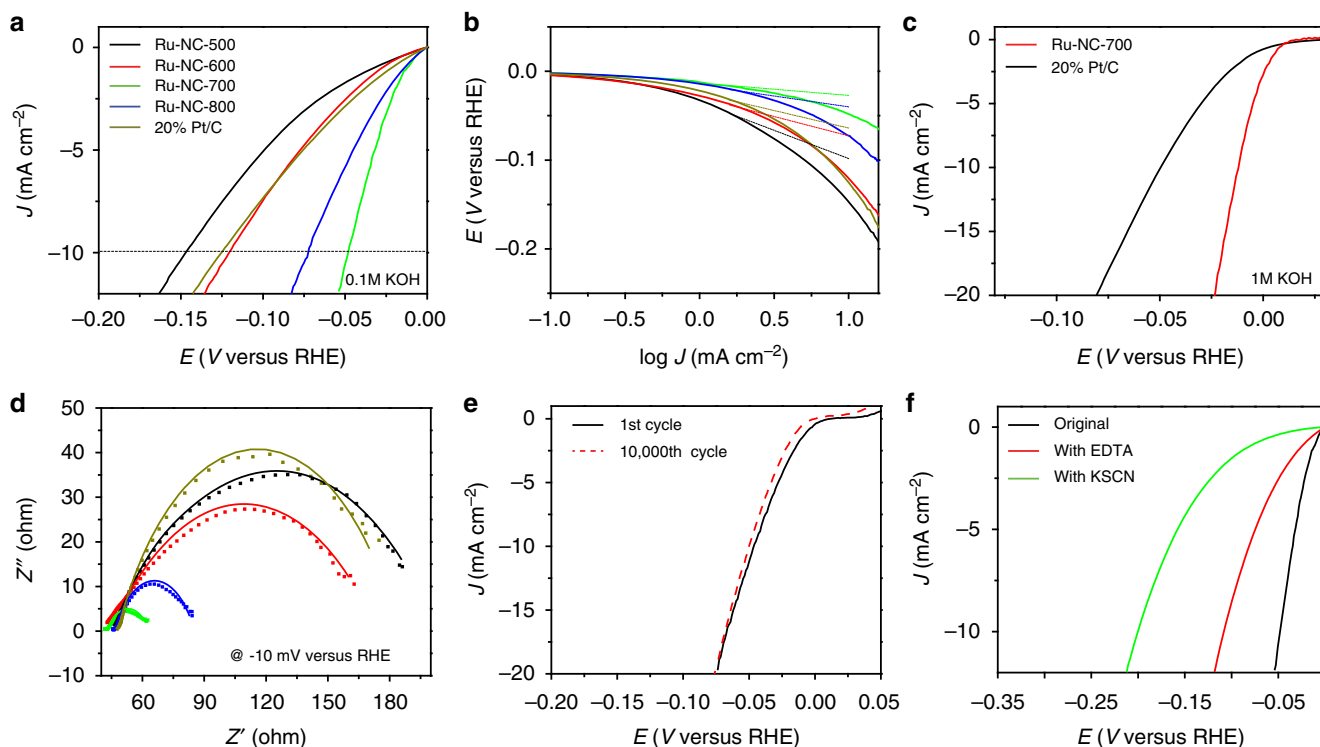 a
0
−5
−10
J (mA cm−2)
Ru-NC-500
Ru-NC-600
Ru-NC-700
Ru-NC-800
20% Pt/C
0.1M KOH
−0.20 −0.15 −0.10 −0.05 0.00
E (V versus RHE)
b
0.0
−0.1
−0.2
E (V versus RHE)
−1.0 −0.5 0.0 0.5 1.0
log J (mA cm−2)
c
0
−5
−10
−15
−20
J (mA cm−2)
Ru-NC-700
20% Pt/C
1M KOH
−0.10 −0.05 0.00
E (V versus RHE)
d
50
40
30
20
10
0
−10
Z″ (ohm)
@ -10 mV versus RHE
60 90 120 150 180
Z′ (ohm)
e
0
−5
−10
−15
−20
J (mA cm−2)
1st cycle
10,000th cycle
−0.20 −0.15 −0.10 −0.05 0.00 0.05
E (V versus RHE)
f
0
−5
−10
J (mA cm−2)
Original
With EDTA
With KSCN
−0.35 −0.25 −0.15 −0.05
E (V versus RHE)